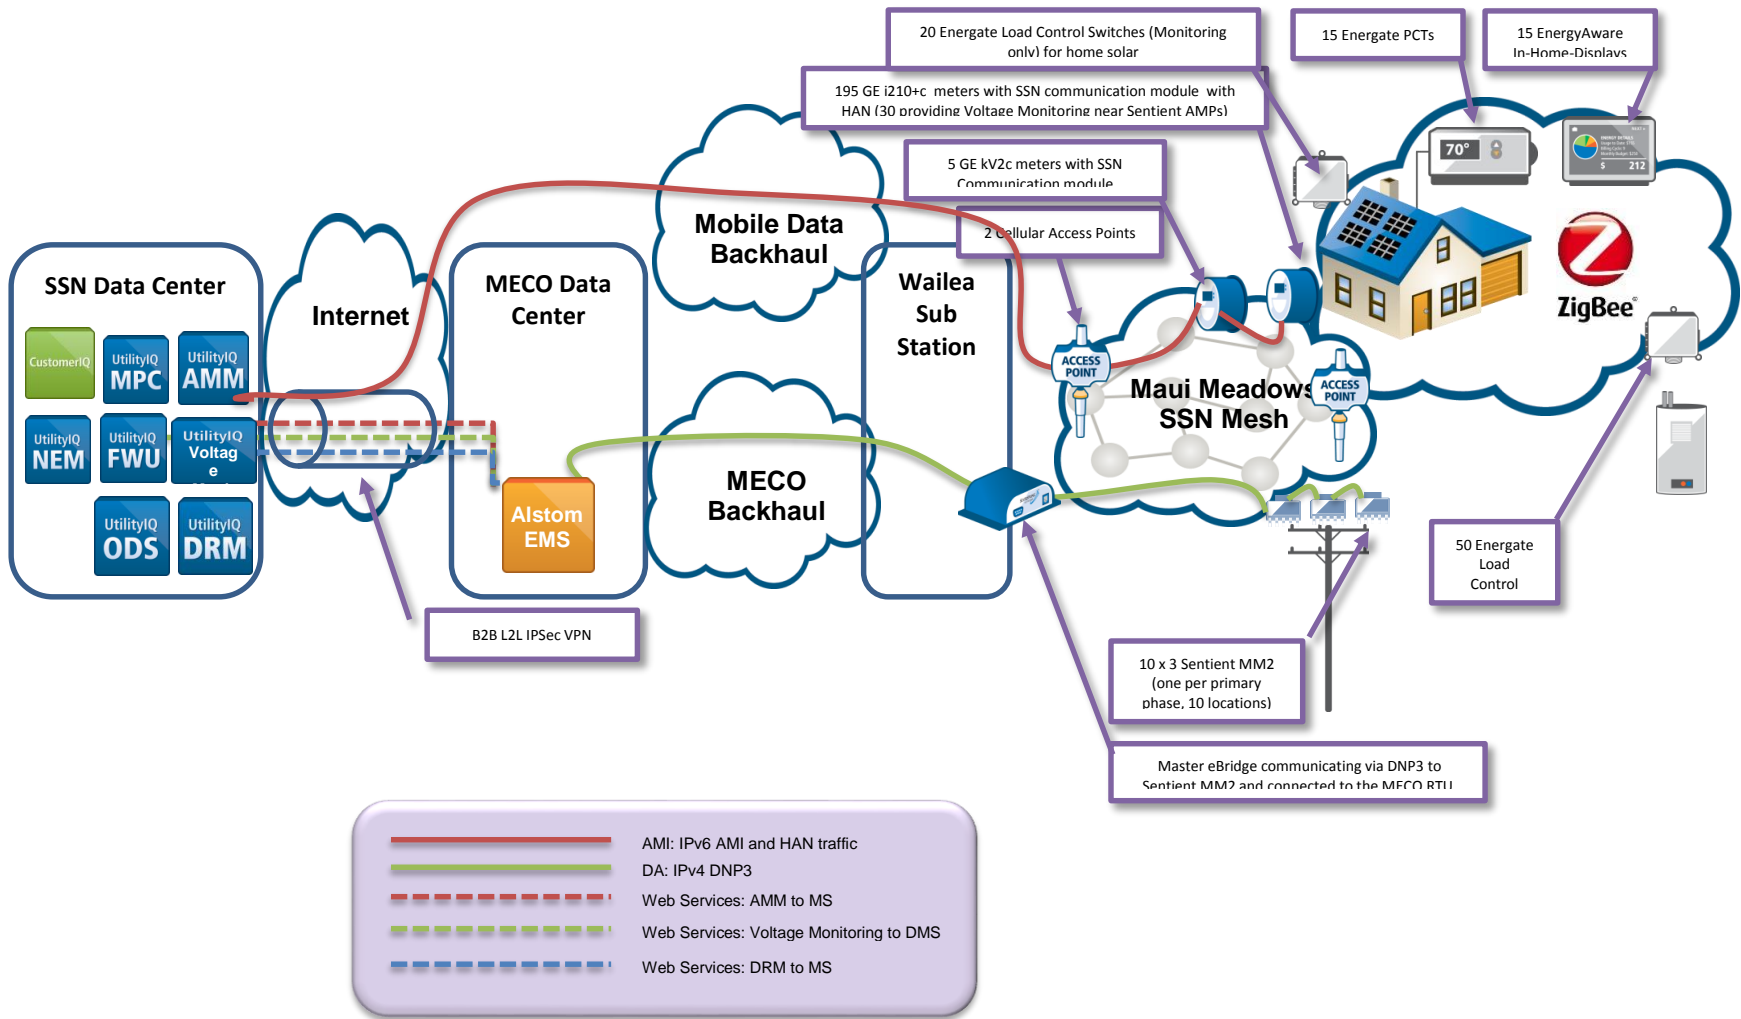 20 Energate Load Control Switches (Monitoring
only) for home solar
15 Energate PCTs
15 EnergyAware
In-Home-Displays
195 GE i210+c meters with SSN communication module with
HAN (30 providing Voltage Monitoring near Sentient AMPs)
5 GE kV2c meters with SSN
Communication module
2 Cellular Access Points
70°
$ 212
ZigBee
SSN Data Center
CustomerIQ
UtilityIQ
MPC
UtilityIQ
AMM
UtilityIQ
NEM
UtilityIQ
FWU
UtilityIQ
Voltag
e
UtilityIQ
ODS
UtilityIQ
DRM
Internet
MECO Data
Center
Alstom
EMS
Mobile Data
Backhaul
MECO
Backhaul
Wailea
Sub
Station
ACCESS
POINT
Maui Meadows
SSN Mesh
ACCESS
POINT
B2B L2L IPSec VPN
50 Energate
Load
Control
10 x 3 Sentient MM2
(one per primary
phase, 10 locations)
Master eBridge communicating via DNP3 to
Sentient MM2 and connected to the MECO RTU
AMI: IPv6 AMI and HAN traffic
DA: IPv4 DNP3
Web Services: AMM to MS
Web Services: Voltage Monitoring to DMS
Web Services: DRM to MS